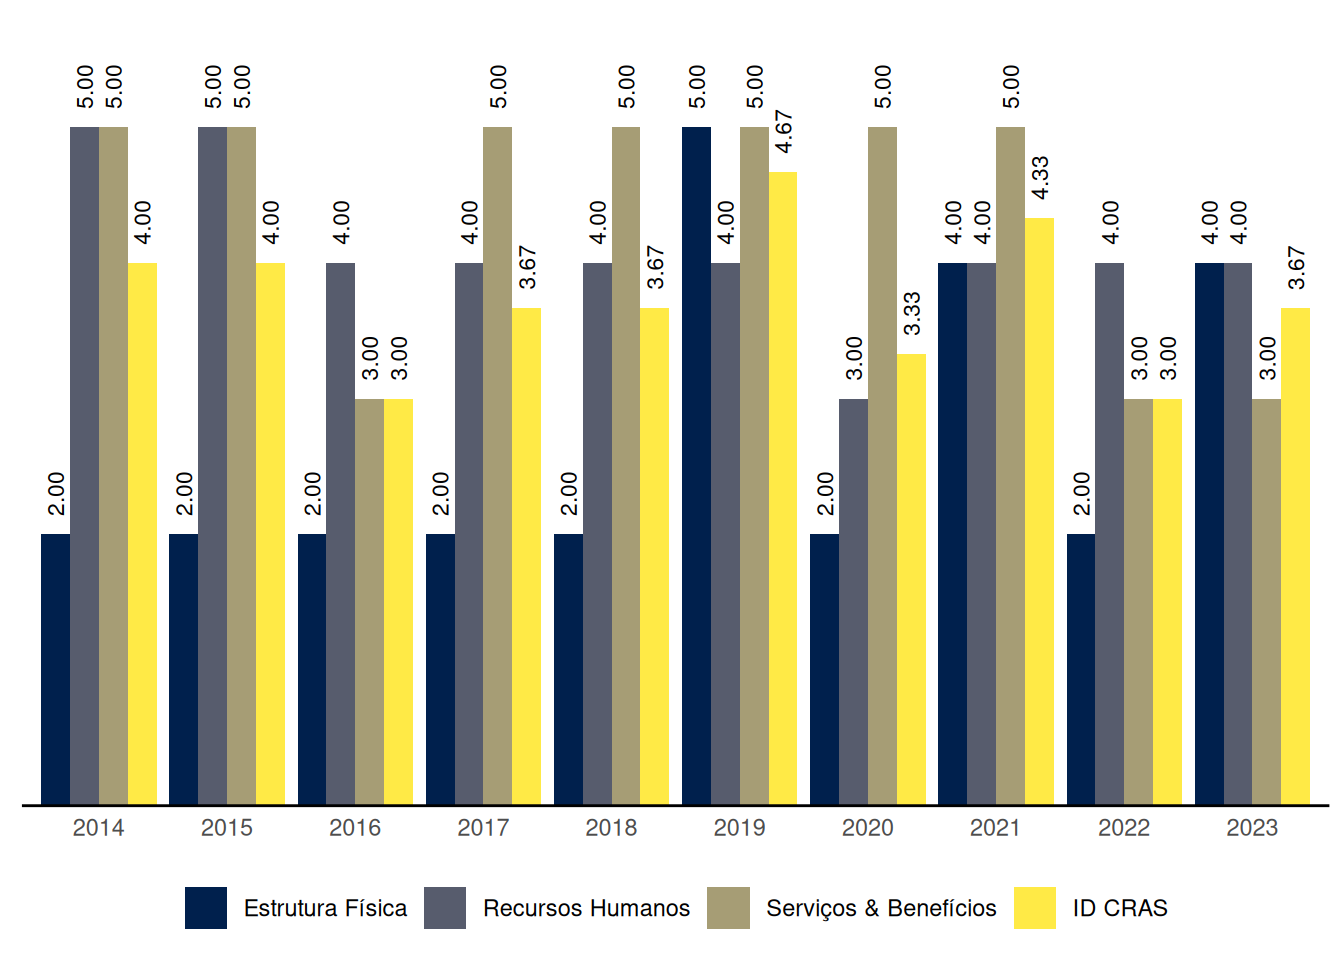 5.00 5.00 5.00 5.00 5.00 5.00 5.00 5.00 5.00 5.00
4.67
4.33
4.00 4.00 4.00 4.00 4.00 4.00 4.00 4.00 4.00 4.00 4.00
3.67 3.67 3.67
3.33
3.00 3.00 3.00 3.00 3.00 3.00
2.00 2.00 2.00 2.00 2.00 2.00 2.00
2014 2015 2016 2017 2018 2019 2020 2021 2022 2023
Estrutura Física Recursos Humanos Serviços & Benefícios ID CRAS